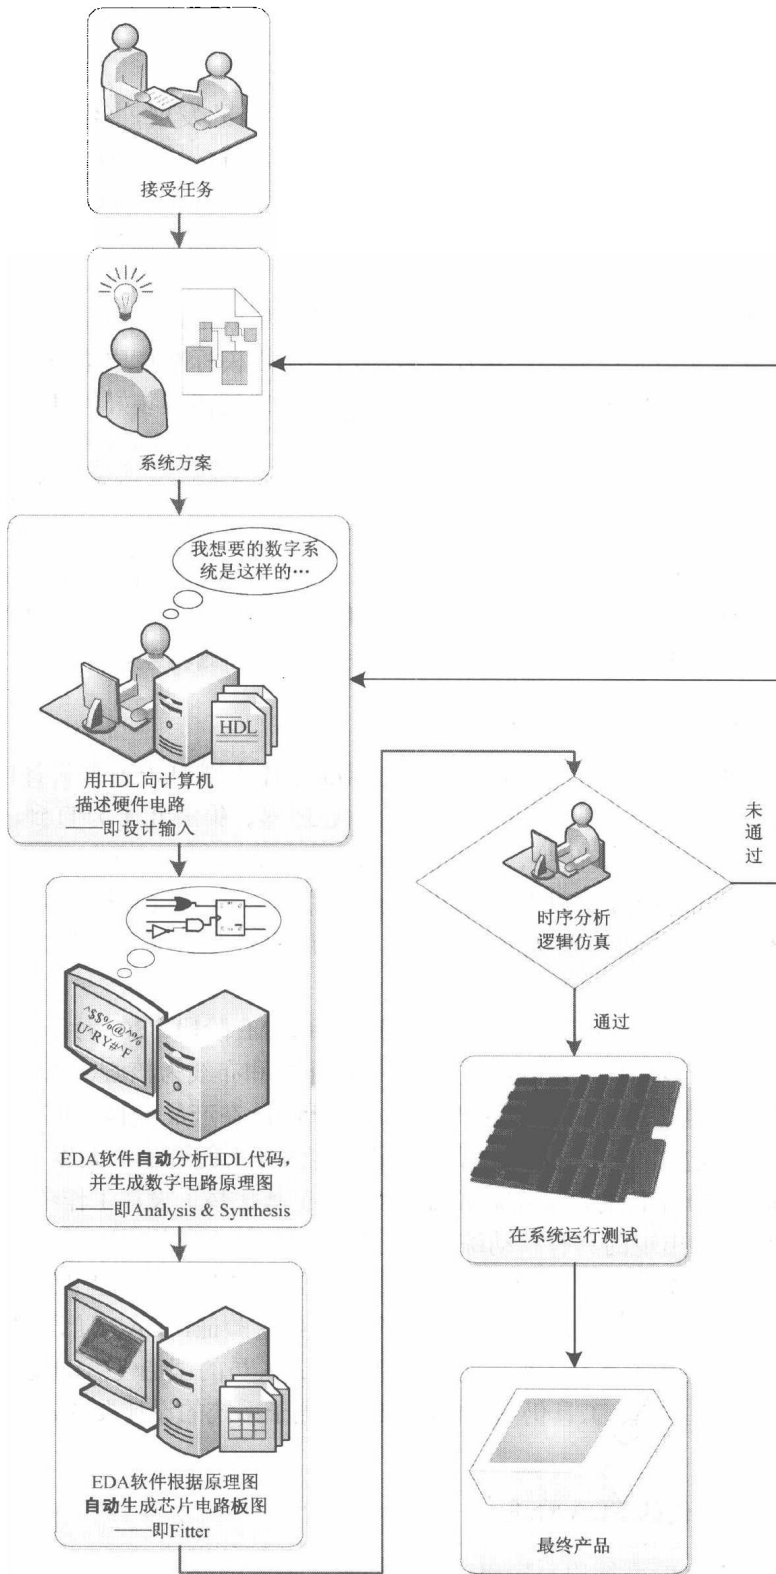 接受任务
系统方案
我想要的数字系
统是这样的…
HDL
用HDL向计算机
描述硬件电路
——即设计输入
^$$%@^%
U^RY#^F
EDA软件自动分析HDL代码，
并生成数字电路原理图
——即Analysis & Synthesis
EDA软件根据原理图
自动生成芯片电路板图
——即Fitter
时序分析
逻辑仿真
未
通
过
通过
在系统运行测试
最终产品